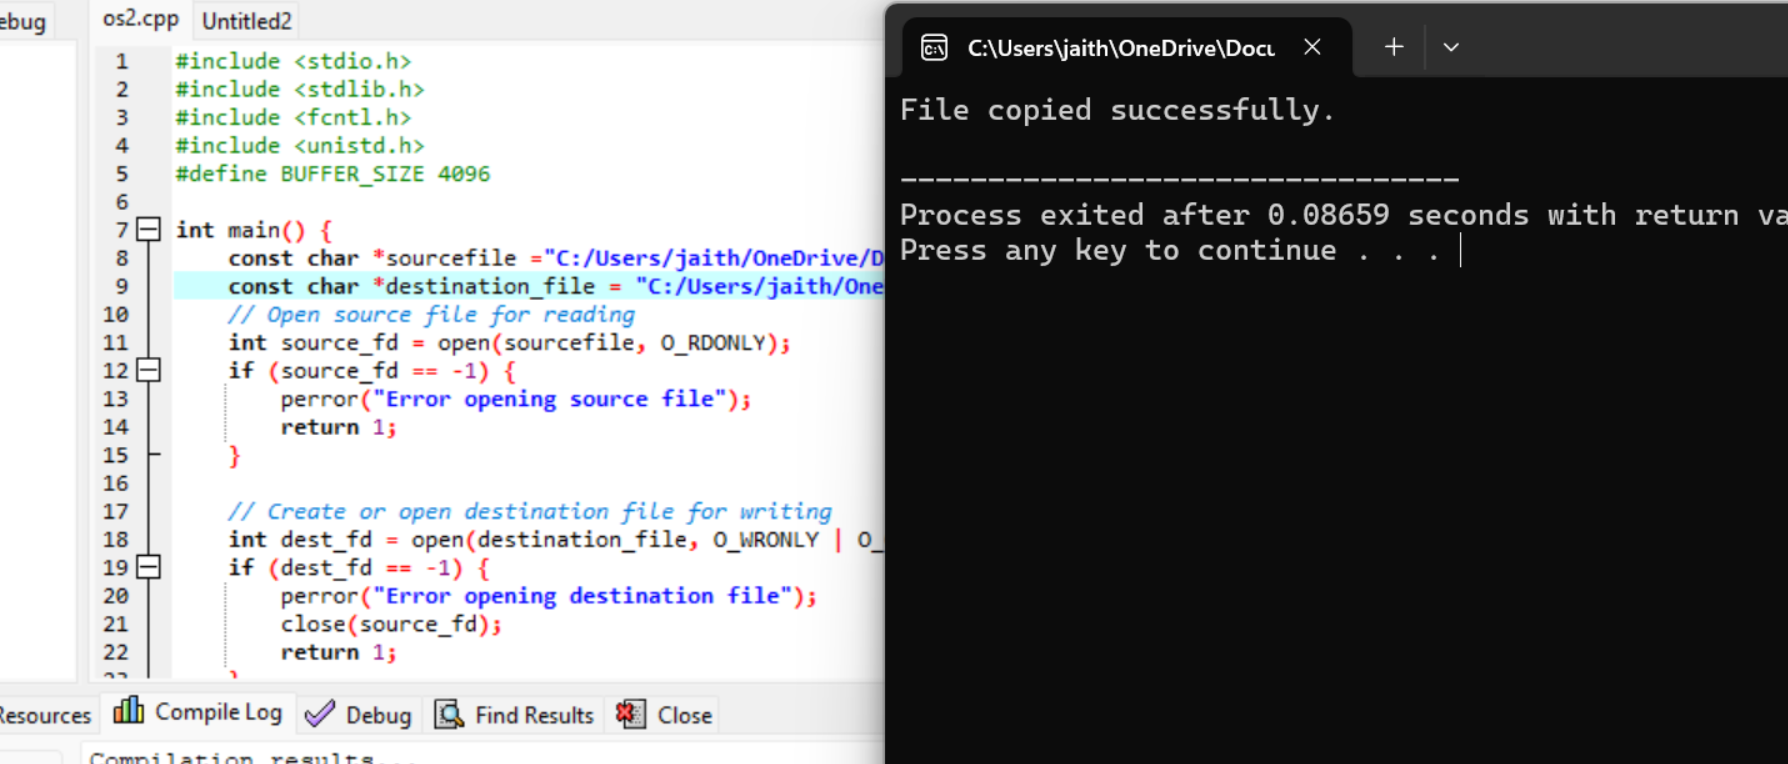 ebug
os2.cpp Untitled2
1 #include <stdio.h>
2 #include <stdlib.h>
3 #include <fcntl.h>
4 #include <unistd.h>
5 #define BUFFER_SIZE 4096
6
7 int main() {
8 const char *sourcefile ="C:/Users/jaith/OneDrive/D
9 const char *destination_file = "C:/Users/jaith/One
10 // Open source file for reading
11 int source_fd = open(sourcefile, O_RDONLY);
12 if (source_fd == -1) {
13 perror("Error opening source file");
14 return 1;
15 }
16
17 // Create or open destination file for writing
18 int dest_fd = open(destination_file, O_WRONLY | O_
19 if (dest_fd == -1) {
20 perror("Error opening destination file");
21 close(source_fd);
22 return 1;
23 }
Resources Compile Log Debug Find Results Close
Compilation results...
C:\Users\jaith\OneDrive\Docu
File copied successfully.
--------------------------------
Process exited after 0.08659 seconds with return va
Press any key to continue . . .